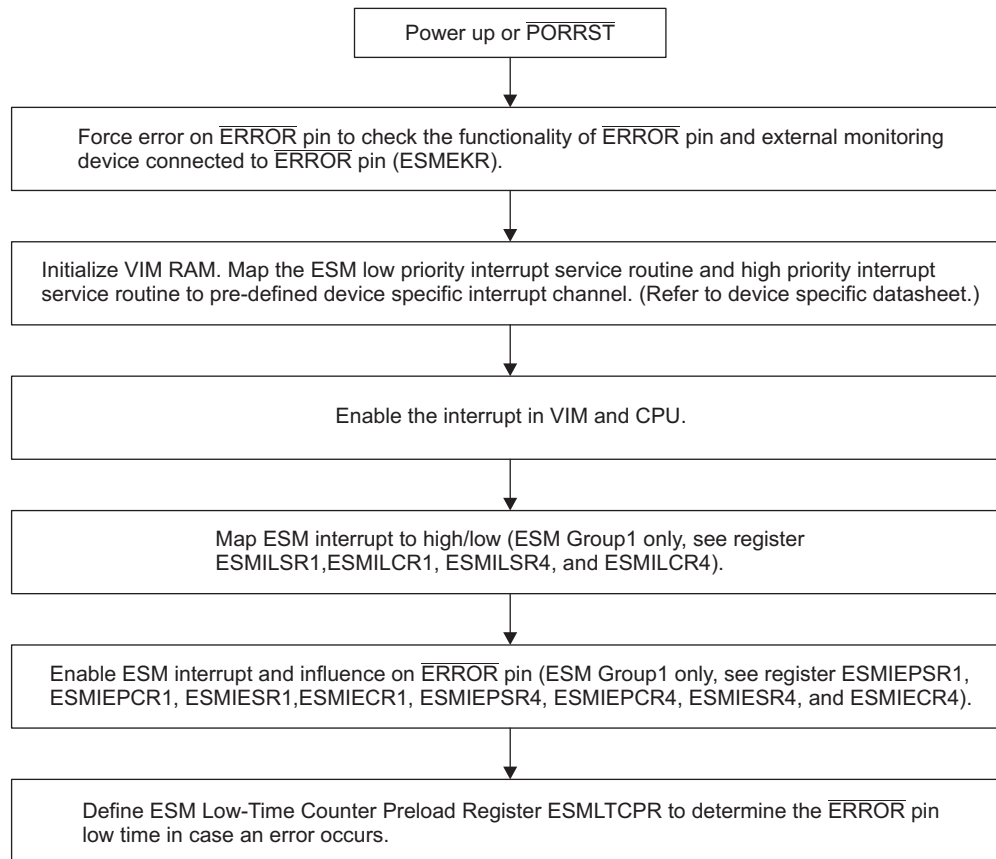 Power up or PORRST
Force error on ERROR pin to check the functionality of ERROR pin and external monitoring
device connected to ERROR pin (ESMEKR).
Initialize VIM RAM. Map the ESM low priority interrupt service routine and high priority interrupt
service routine to pre-defined device specific interrupt channel. (Refer to device specific datasheet.)
Enable the interrupt in VIM and CPU.
Map ESM interrupt to high/low (ESM Group1 only, see register
ESMILSR1,ESMILCR1, ESMILSR4, and ESMILCR4).
Enable ESM interrupt and influence on ERROR pin (ESM Group1 only, see register ESMIEPSR1,
ESMIEPCR1, ESMIESR1,ESMIECR1, ESMIEPSR4, ESMIEPCR4, ESMIESR4, and ESMIECR4).
Define ESM Low-Time Counter Preload Register ESMLTCPR to determine the ERROR pin
low time in case an error occurs.